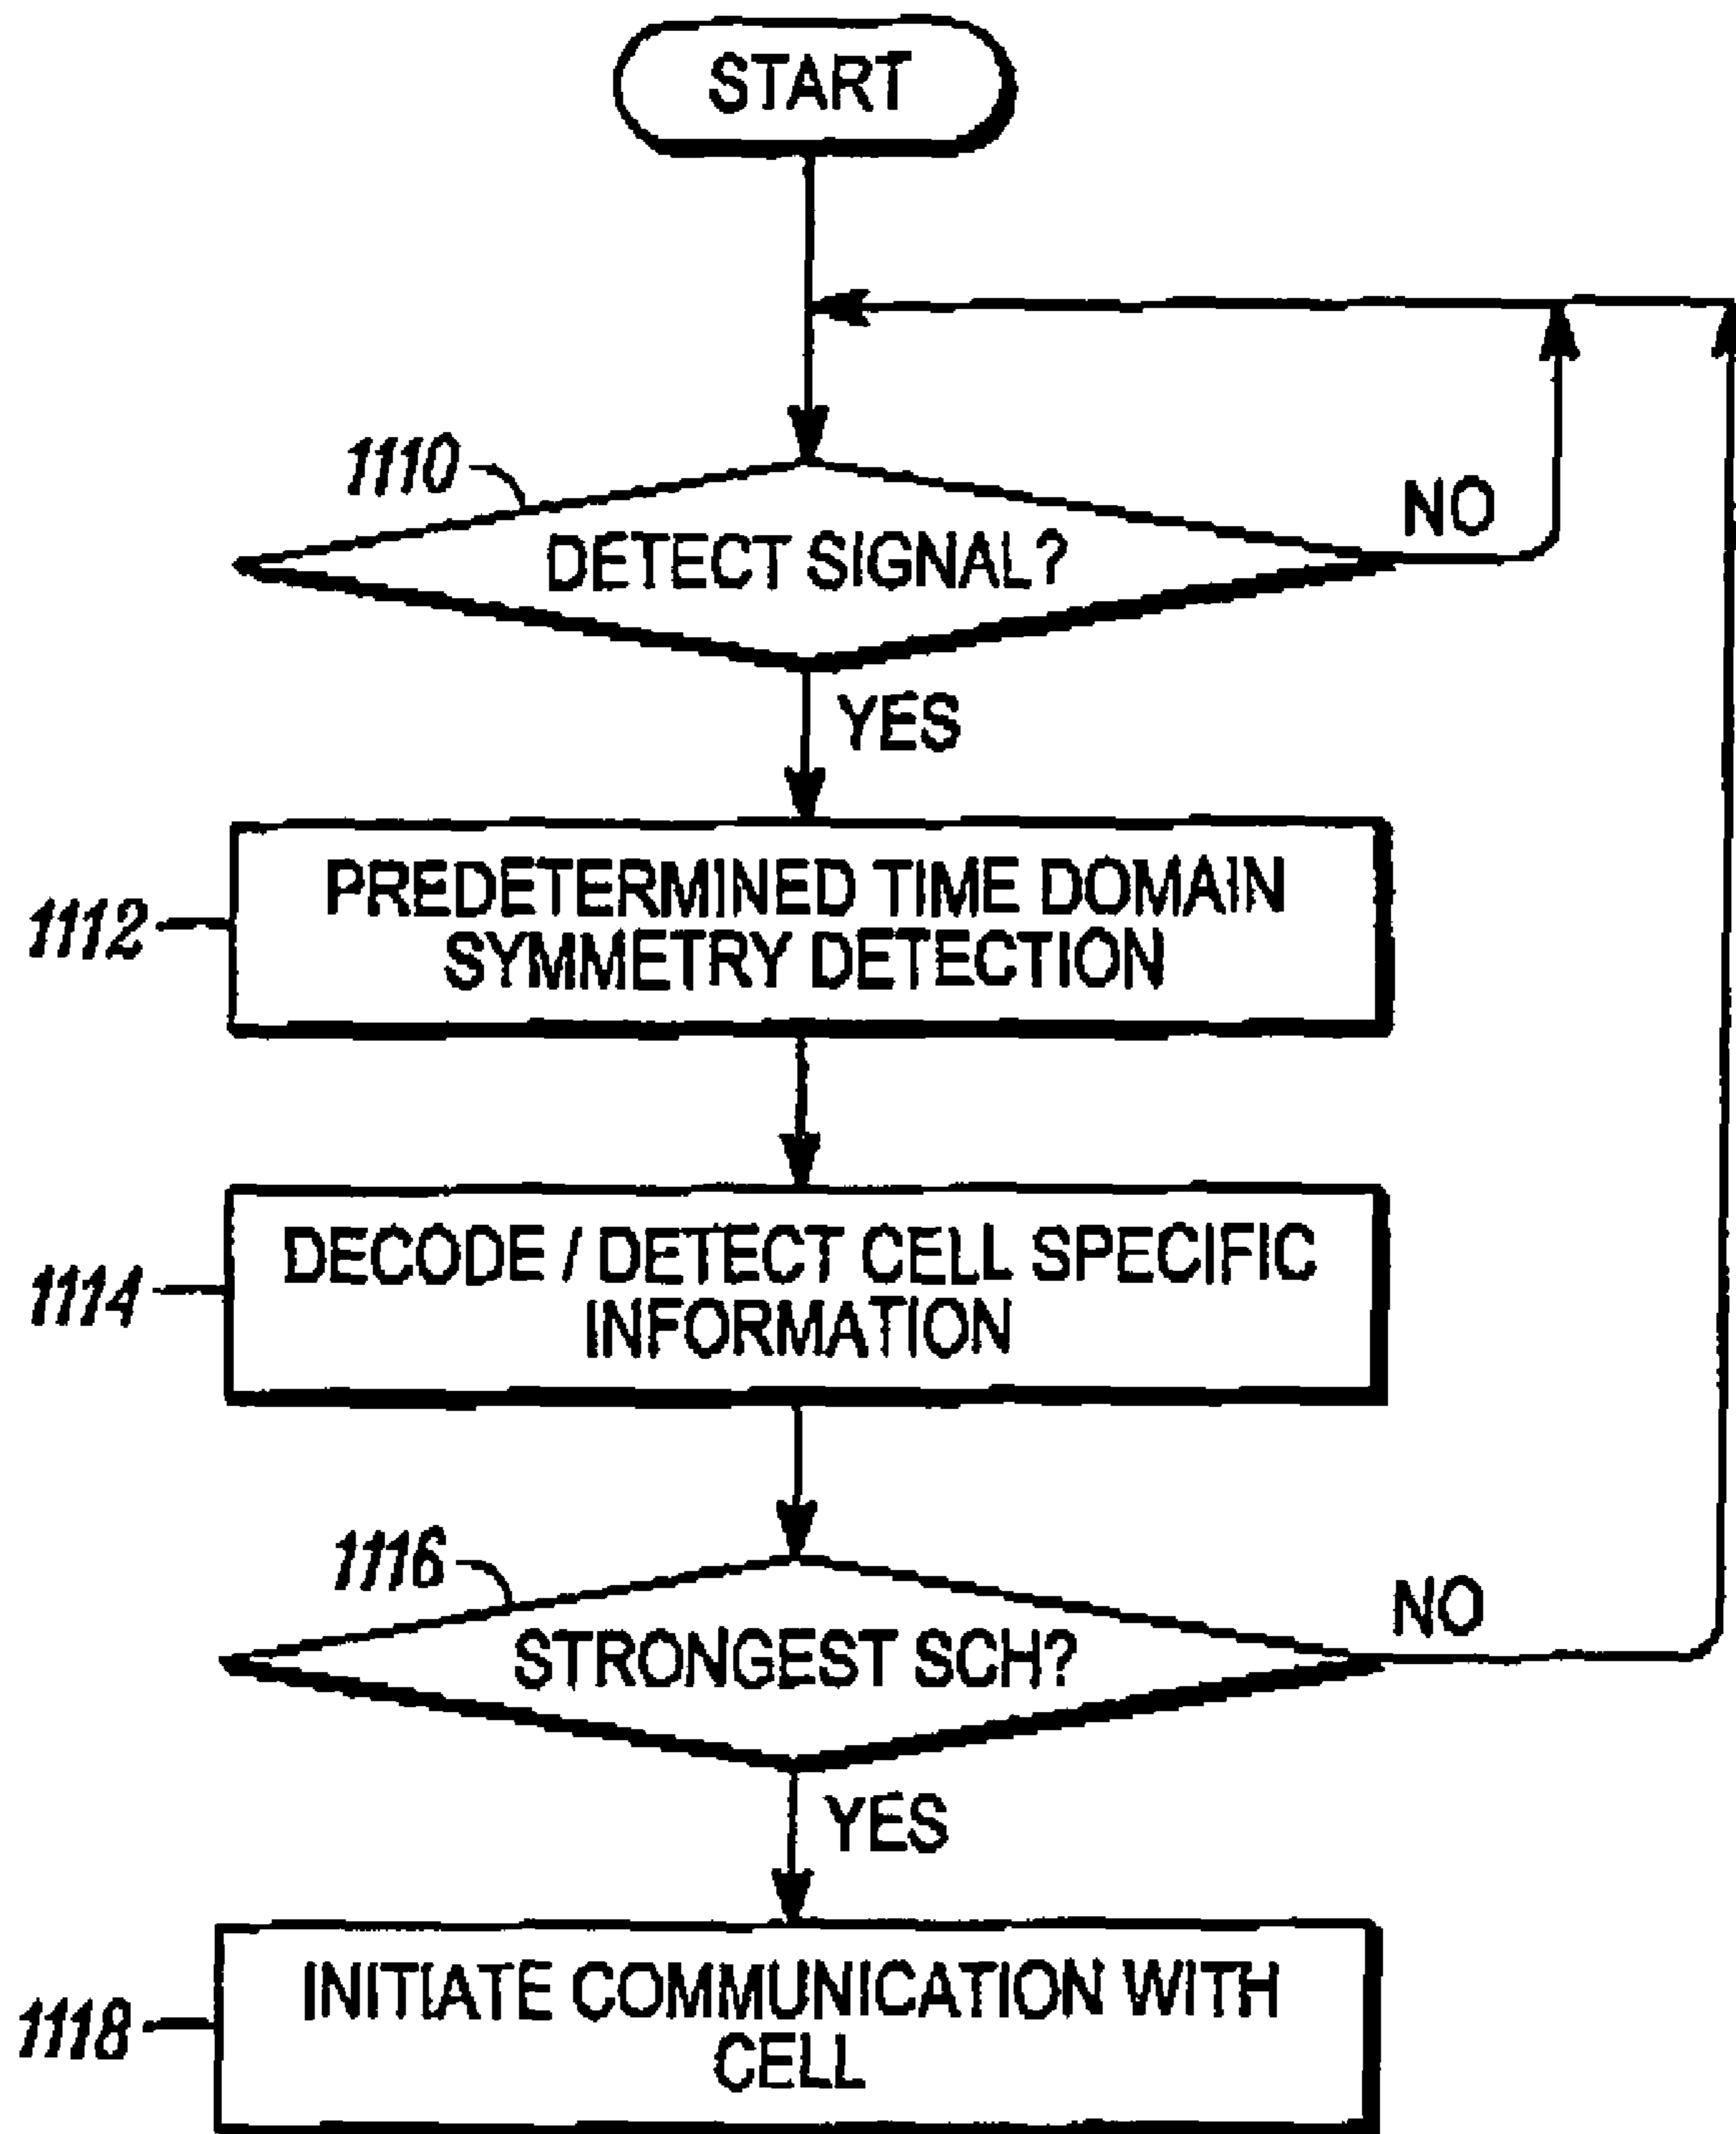 START
1110
DETECT SIGNAL?
NO
YES
1112
PREDETERMINED TIME DOMAIN
SYMMETRY DETECTION
1114
DECODE / DETECT CELL SPECIFIC
INFORMATION
1116
STRONGEST SCH?
NO
YES
1118
INITIATE COMMUNICATION WITH
CELL